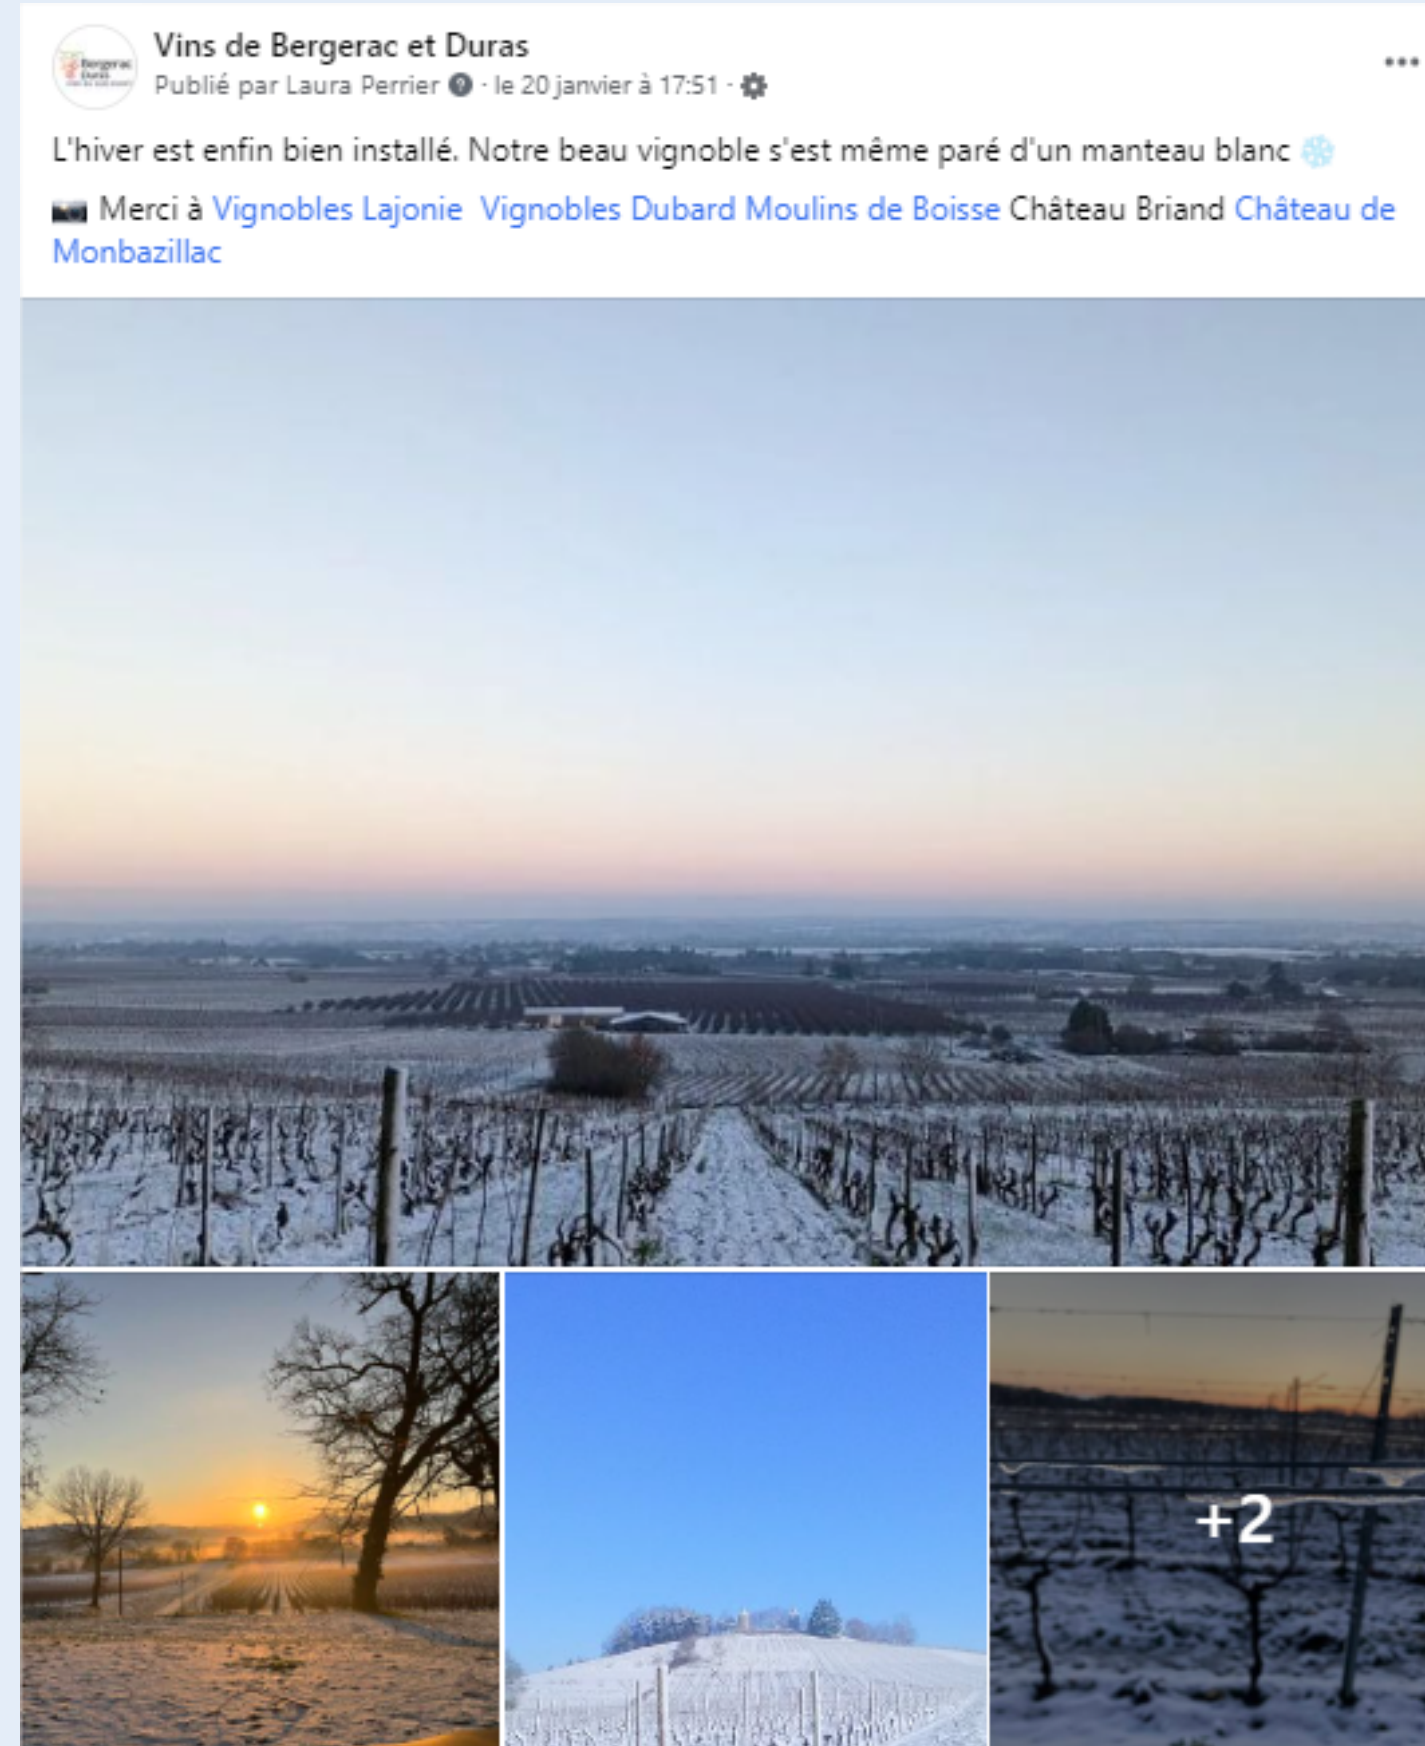 Vins de Bergerac et Duras
Publié par Laura Perrier · le 20 janvier à 17:51 ·
L'hiver est enfin bien installé. Notre beau vignoble s'est même paré d'un manteau blanc ❄
📷 Merci à Vignobles Lajonie Vignobles Dubard Moulins de Boisse Château Briand Château de
Monbazillac
Bergerac
Duras
+2